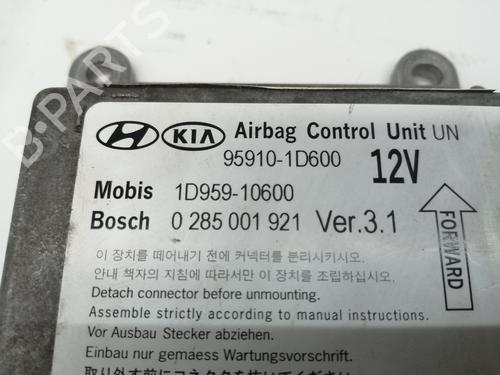 KIA Airbag Control Unit UN
95910-1D600 12V
Mobis 1D959-10600
Bosch 0 285 001 921 Ver.3.1
FORWARD
이 장치를 떼어내기 전에 커넥터를 분리시키시오.
안내 책자의 지침에 따라서만 이 장치를 조립하십시오.
Detach connector before unmounting.
Assemble strictly according to manual instructions.
Vor Ausbau Stecker abziehen.
Einbau nur gemaess Wartungsvorschrift.
B-PARTS